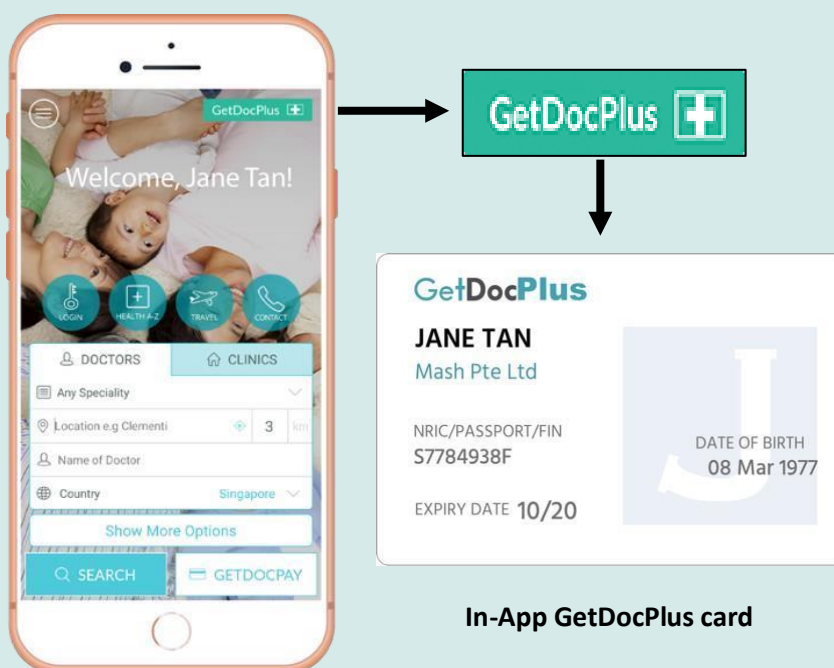 GetDocPlus
Welcome, Jane Tan!
LOGIN
HEALTH A-Z
TRAVEL
CONTACT
DOCTORS
CLINICS
Any Speciality
Location e.g Clementi
3 km
Name of Doctor
Country
Singapore
Show More Options
SEARCH
GETDOCPAY
GetDocPlus
GetDocPlus
JANE TAN
Mash Pte Ltd
NRIC/PASSPORT/FIN
S7784938F
DATE OF BIRTH
08 Mar 1977
EXPIRY DATE 10/20
J
In-App GetDocPlus card